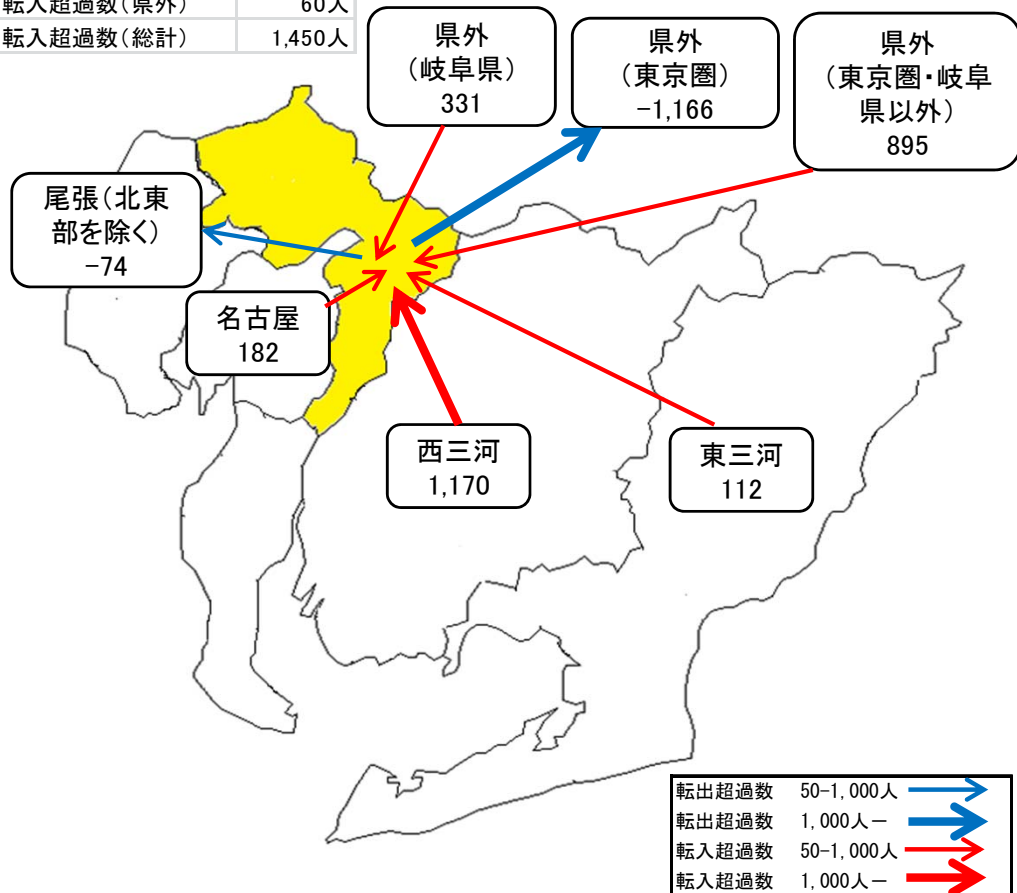 転入超過数（県外） 60人
転入超過数（総計） 1,450人
県外
（岐阜県）
331
県外
（東京圏）
−1,166
県外
（東京圏・岐阜
県以外）
895
尾張（北東
部を除く）
−74
名古屋
182
西三河
1,170
東三河
112
転出超過数 50−1,000人
転出超過数 1,000人−
転入超過数 50−1,000人
転入超過数 1,000人−